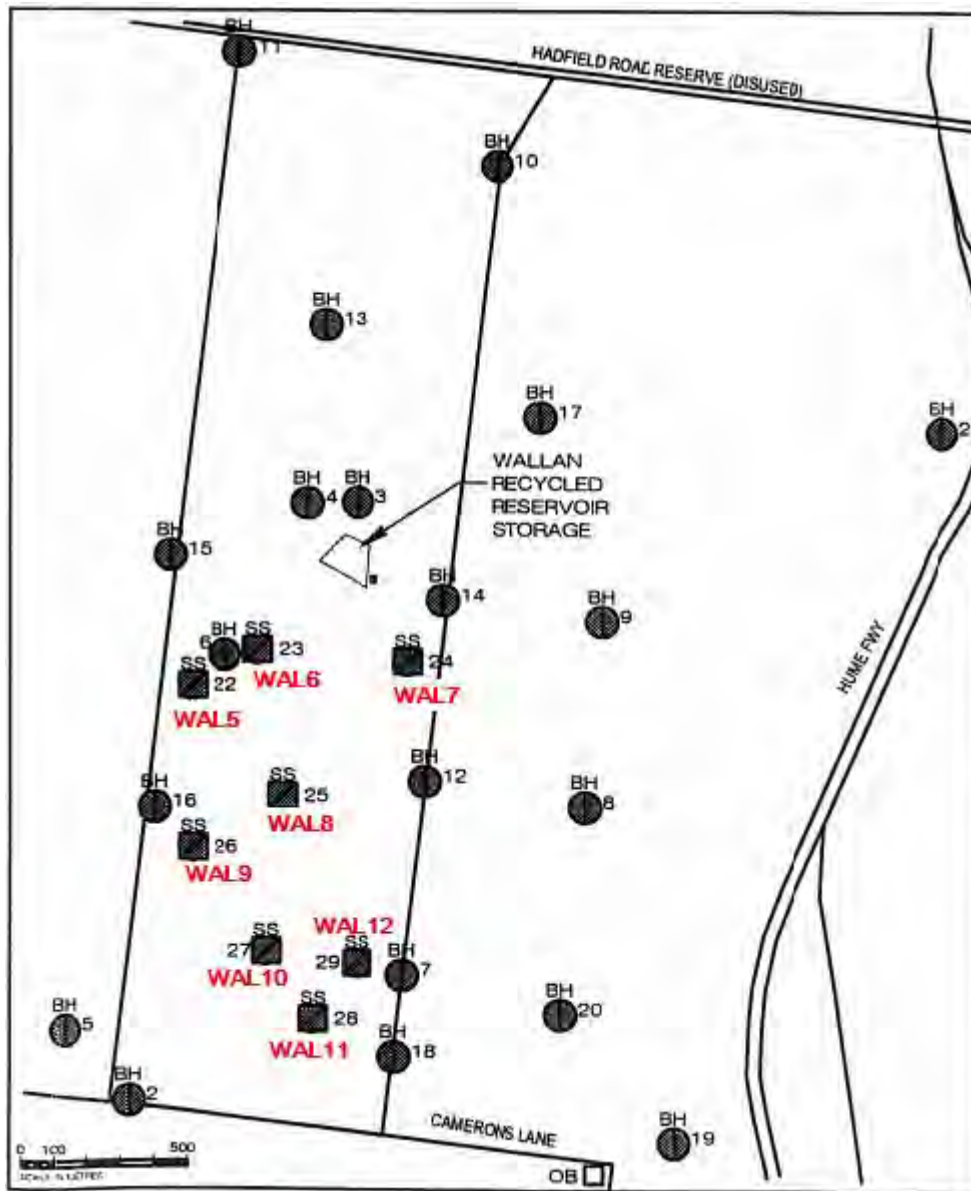 BH
11
HADFIELD ROAD RESERVE (DISUSED)
BH
10
BH
13
BH
17
BH
2
WALLAN
RECYCLED
RESERVOIR
STORAGE
BH
4
BH
3
BH
15
BH
14
BH
9
BH
6
SS
23
WAL6
SS
22
WAL5
SS
24
WAL7
HUME FWY
BH
12
BH
16
SS
25
WAL8
BH
8
SS
26
WAL9
WAL12
SS
27
WAL10
SS
29
BH
7
SS
28
WAL11
BH
20
BH
5
BH
18
BH
2
CAMERONS LANE
BH
19
OB
0 100 500